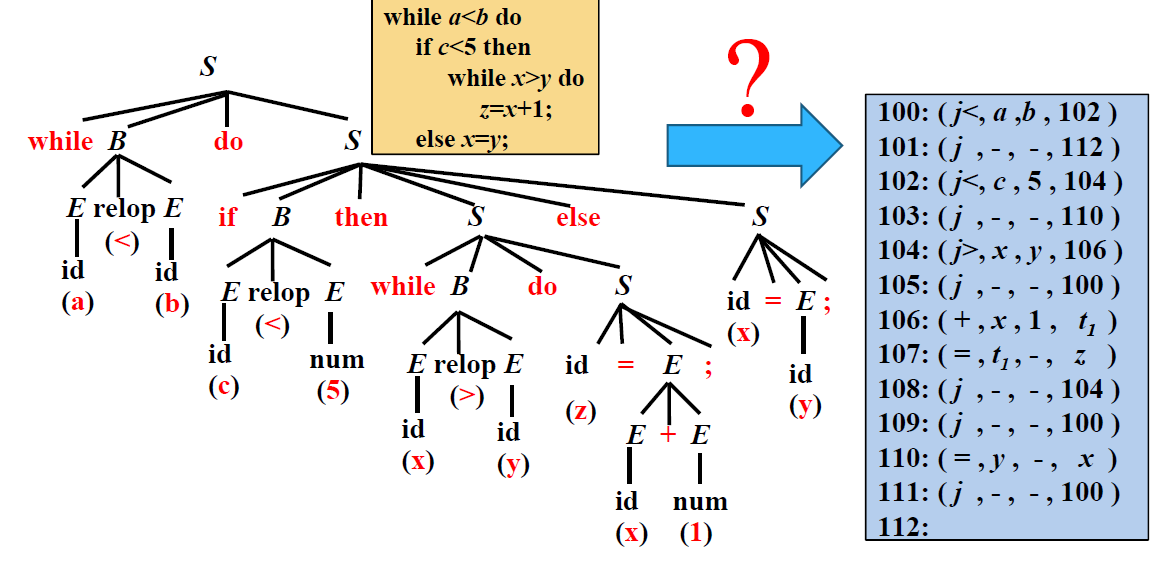 while a<b do
if c<5 then
while x>y do
z=x+1;
else x=y;
?
S
while B do S
E relop E
(<)
id id
(a) (b)
if B then S else S
E relop E
(<)
id num
(c) (5)
while B do S
E relop E
(>)
id id
(x) (y)
id = E ;
(z)
E + E
id num
(x) (1)
id = E ;
(x)
id
(y)
100: ( j<, a ,b , 102 )
101: ( j , - , - , 112 )
102: ( j<, c , 5 , 104 )
103: ( j , - , - , 110 )
104: ( j>, x , y , 106 )
105: ( j , - , - , 100 )
106: ( + , x , 1 , t1 )
107: ( = , t1 , - , z )
108: ( j , - , - , 104 )
109: ( j , - , - , 100 )
110: ( = , y , - , x )
111: ( j , - , - , 100 )
112: